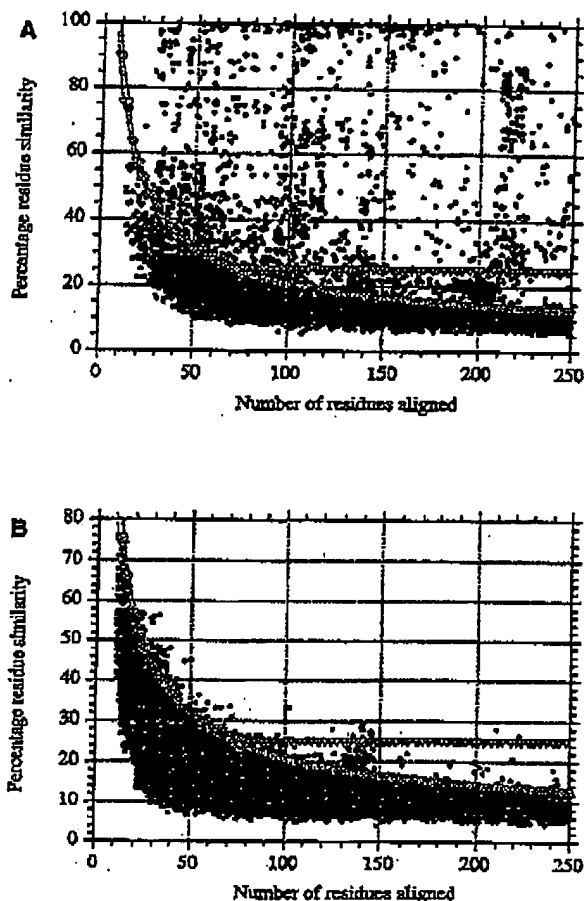 A
Percentage residue similarity
100
80
60
40
20
0
0 50 100 150 200 250
Number of residues aligned
B
Percentage residue similarity
80
70
60
50
40
30
20
10
0
0 50 100 150 200 250
Number of residues aligned